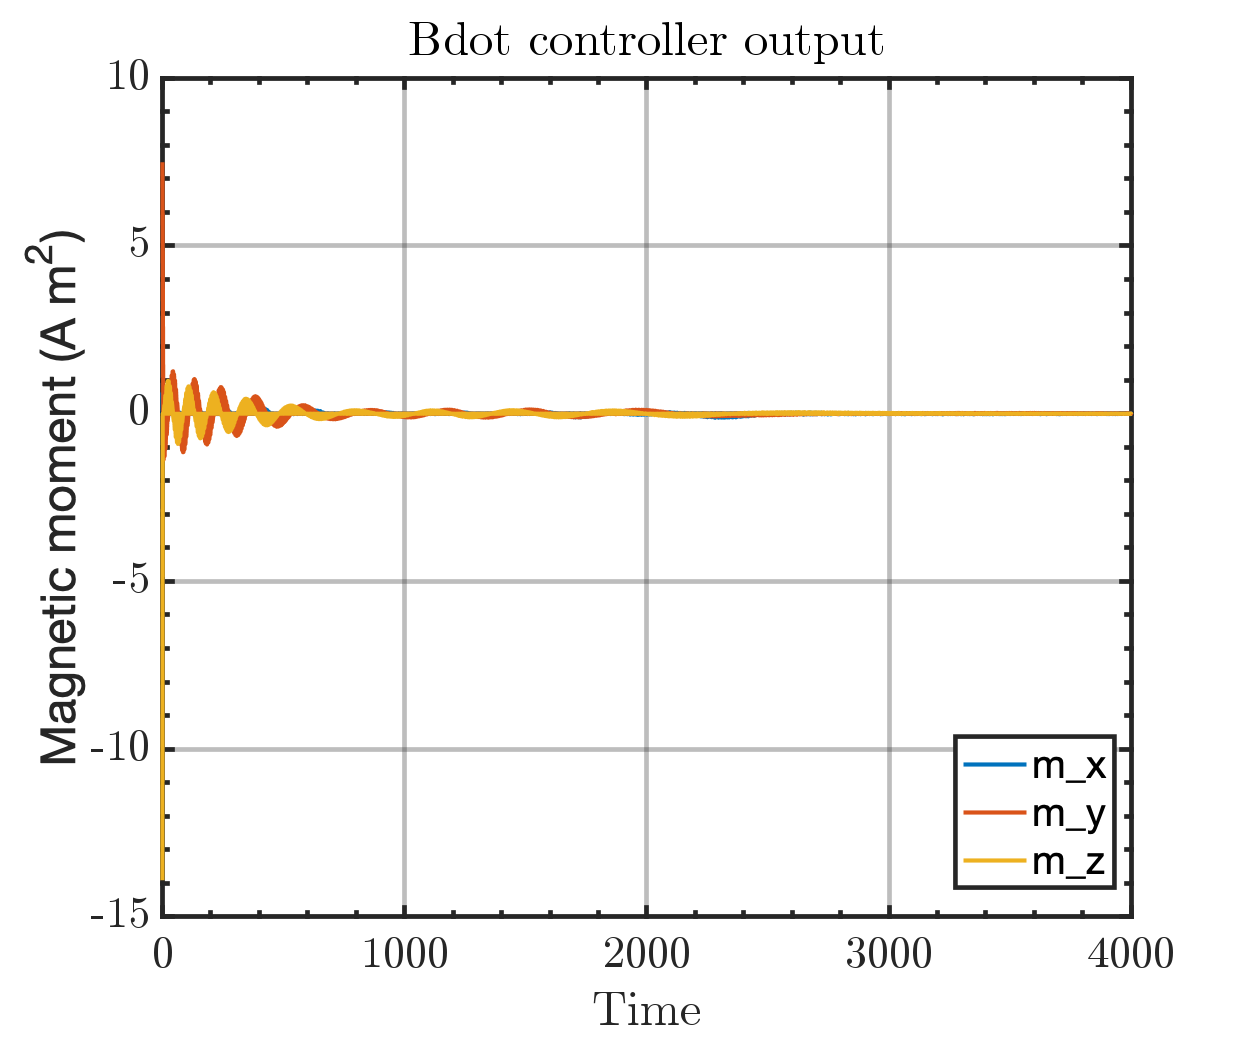 Bdot controller output
Magnetic moment (A m²)
10
5
0
-5
-10
-15
0 1000 2000 3000 4000
Time
m_x
m_y
m_z